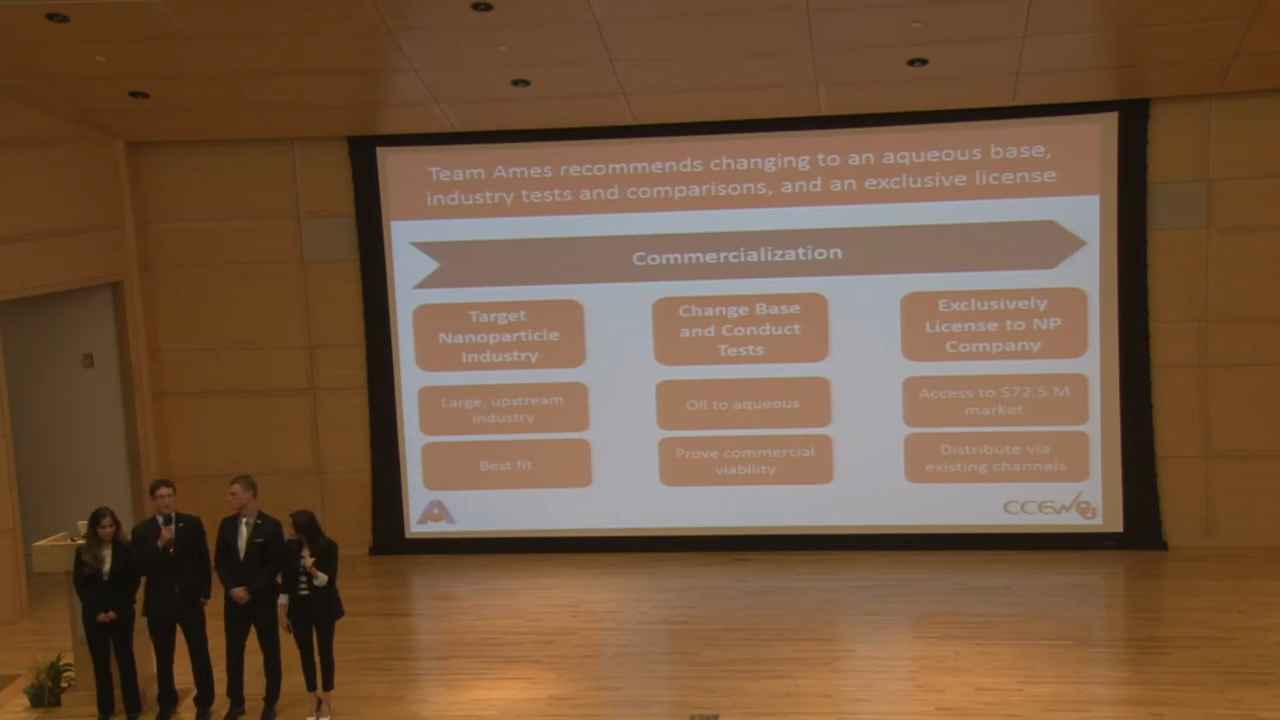 Team Ames recommends changing to an aqueous base,
industry tests and comparisons, and an exclusive license
Commercialization
Target
Nanoparticle
Industry
Large, upstream
industry
Best fit
Change Base
and Conduct
Tests
Oil to aqueous
Prove commercial
viability
Exclusively
License to NP
Company
Access to $72.5 M
market
Distribute via
existing channels
CCEW
OU